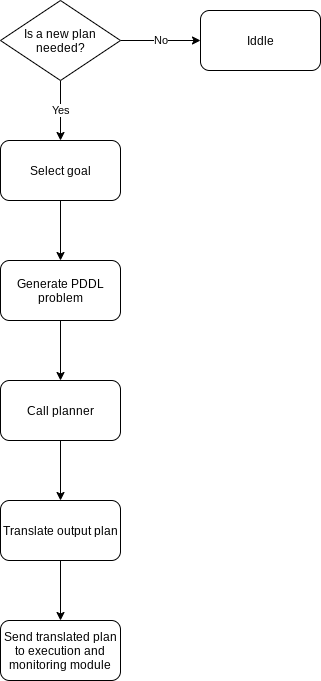 Is a new plan
needed?
No
Iddle
Yes
Select goal
Generate PDDL
problem
Call planner
Translate output plan
Send translated plan
to execution and
monitoring module